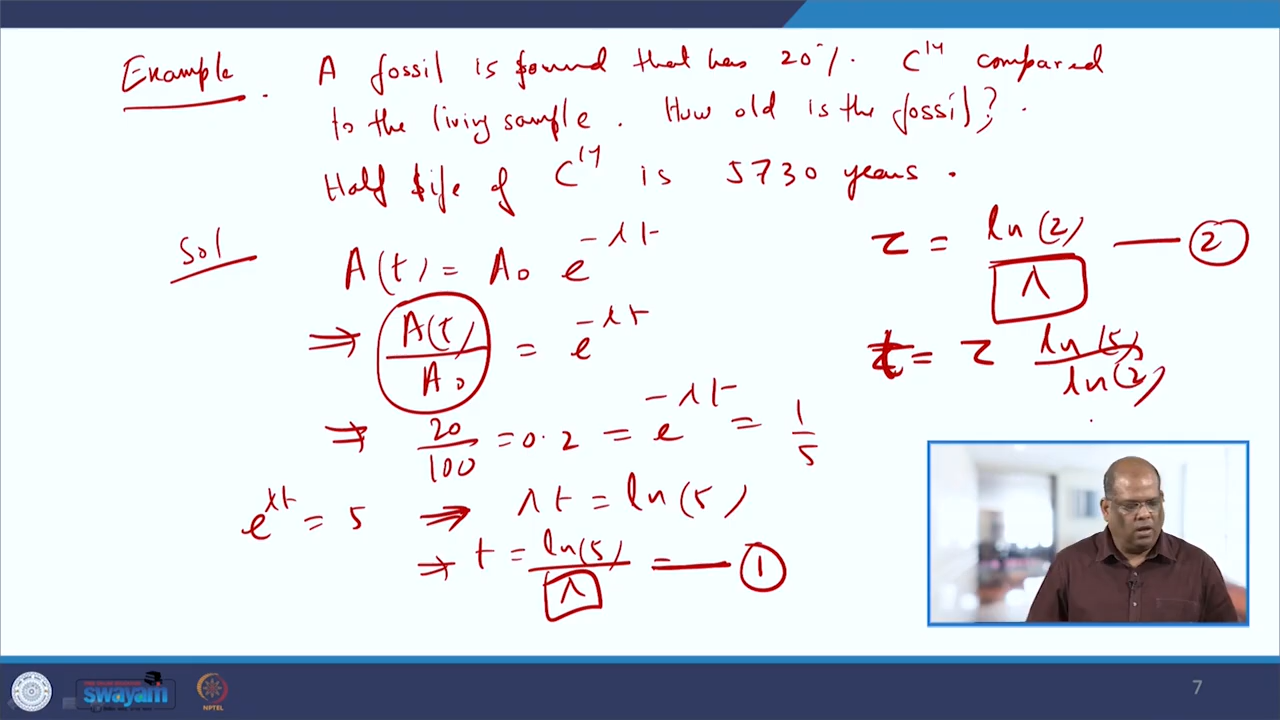 Example. A fossil is found that has 20%. C¹⁴ compared
to the living sample. How old is the fossil?.
Half life of C¹⁴ is 5730 years.
Sol
A(t) = A₀ e^{-λt}
⇒ A(t)/A₀ = e^{-λt}
⇒ 20/100 = 0.2 = e^{-λt} = 1/5
e^{λt} = 5 ⇒ λt = ln(5)
⇒ t = ln(5)/λ = — ①
τ = ln(2)/λ — ②
t = τ ln(5)/ln(2)
swayam
NPTEL
7